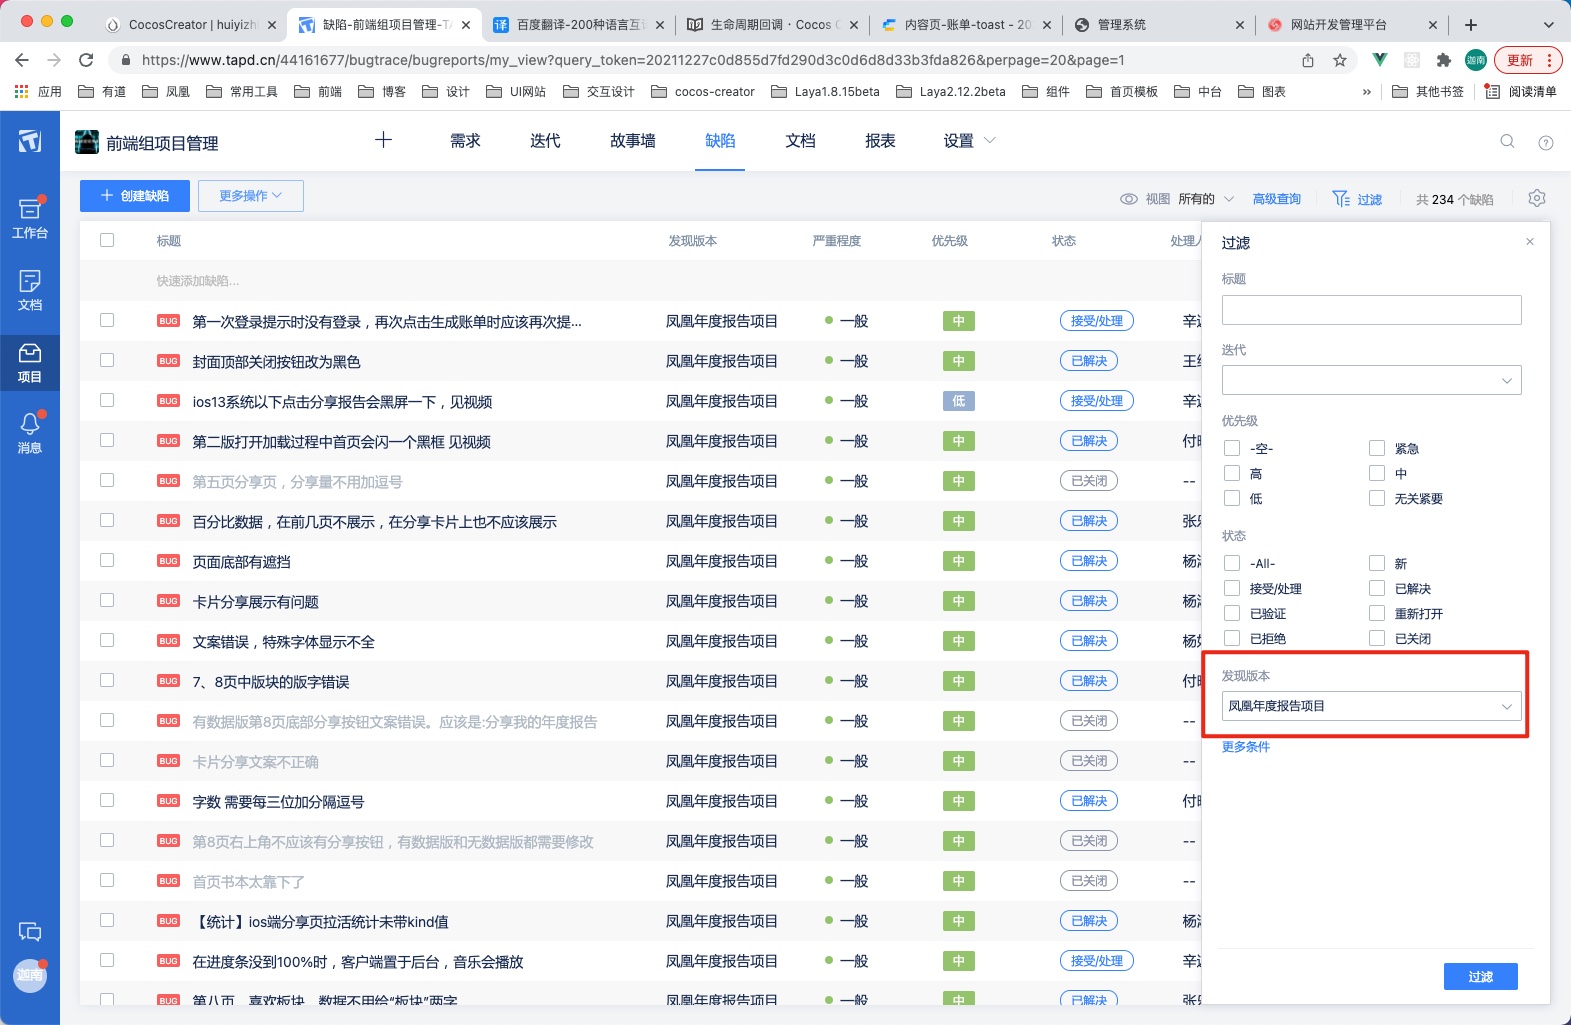 CocosCreator | huiyizh
缺陷-前端组项目管理-TA
译 百度翻译-200种语言互译
生命周期回调 · Cocos C
内容页-账单-toast - 20
管理系统
网站开发管理平台
https://www.tapd.cn/44161677/bugtrace/bugreports/my_view?query_token=20211227c0d855d7fd290d3c0d6d8d33b3fda826&perpage=20&page=1
迦南
更新
应用 有道 凤凰 常用工具 前端 博客 设计 UI网站 交互设计 cocos-creator Laya1.8.15beta Laya2.12.2beta 组件 首页模板 中台 图表 » 其他书签 阅读清单
前端组项目管理 需求 迭代 故事墙 缺陷 文档 报表 设置
工作台
文档
项目
消息
迦南
创建缺陷 更多操作 视图 所有的 高级查询 过滤 共 234 个缺陷
标题 发现版本 严重程度 优先级 状态 处理人
快速添加缺陷...
BUG 第一次登录提示时没有登录，再次点击生成账单时应该再次提... 凤凰年度报告项目 一般 中 接受/处理 辛
BUG 封面顶部关闭按钮改为黑色 凤凰年度报告项目 一般 中 已解决 王
BUG ios13系统以下点击分享报告会黑屏一下，见视频 凤凰年度报告项目 一般 低 接受/处理 辛
BUG 第二版打开加载过程中首页会闪一个黑框 见视频 凤凰年度报告项目 一般 中 已解决 付
BUG 第五页分享页，分享量不用加逗号 凤凰年度报告项目 一般 中 已关闭 --
BUG 百分比数据，在前几页不展示，在分享卡片上也不应该展示 凤凰年度报告项目 一般 中 已解决 张
BUG 页面底部有遮挡 凤凰年度报告项目 一般 中 已解决 杨
BUG 卡片分享展示有问题 凤凰年度报告项目 一般 中 已解决 杨
BUG 文案错误，特殊字体显示不全 凤凰年度报告项目 一般 中 已解决 杨
BUG 7、8页中版块的版字错误 凤凰年度报告项目 一般 中 已解决 付
BUG 有数据版第8页底部分享按钮文案错误。应该是:分享我的年度报告 凤凰年度报告项目 一般 中 已关闭 --
BUG 卡片分享文案不正确 凤凰年度报告项目 一般 中 已关闭 --
BUG 字数 需要每三位加分隔逗号 凤凰年度报告项目 一般 中 已解决 付
BUG 第8页右上角不应该有分享按钮，有数据版和无数据版都需要修改 凤凰年度报告项目 一般 中 已关闭 --
BUG 首页书本太靠下了 凤凰年度报告项目 一般 中 已关闭 --
BUG 【统计】ios端分享页拉活统计未带kind值 凤凰年度报告项目 一般 中 已解决 杨
BUG 在进度条没到100%时，客户端置于后台，音乐会播放 凤凰年度报告项目 一般 中 接受/处理 辛
BUG 第八页，喜欢板块，数据不用给“板块”两字 凤凰年度报告项目 一般 中 已解决 张
过滤
标题
迭代
优先级
-空- 紧急
高 中
低 无关紧要
状态
-All- 新
接受/处理 已解决
已验证 重新打开
已拒绝 已关闭
发现版本
凤凰年度报告项目
更多条件
过滤